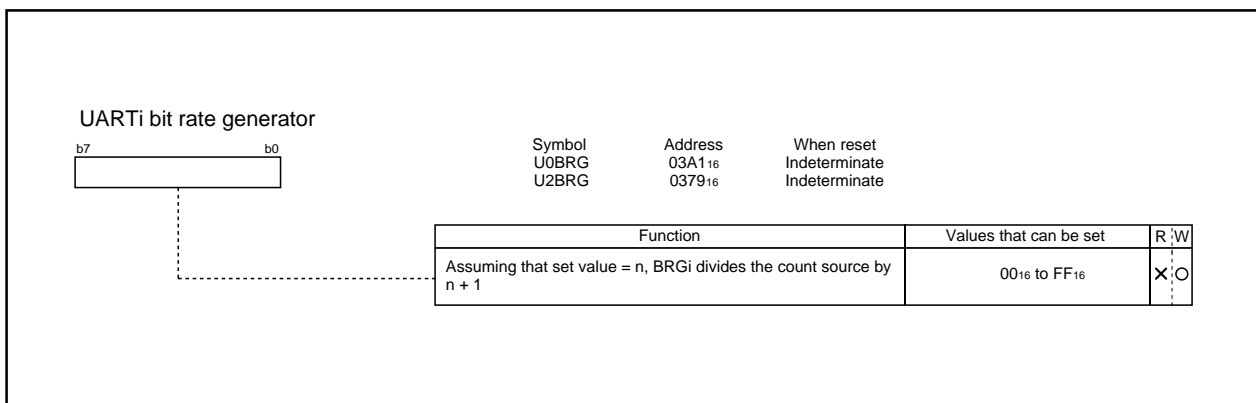 UARTi bit rate generator
b7 b0
Symbol Address When reset
U0BRG 03A116 Indeterminate
U2BRG 037916 Indeterminate
Function Values that can be set R W
Assuming that set value = n, BRGi divides the count source by
n + 1
0016 to FF16